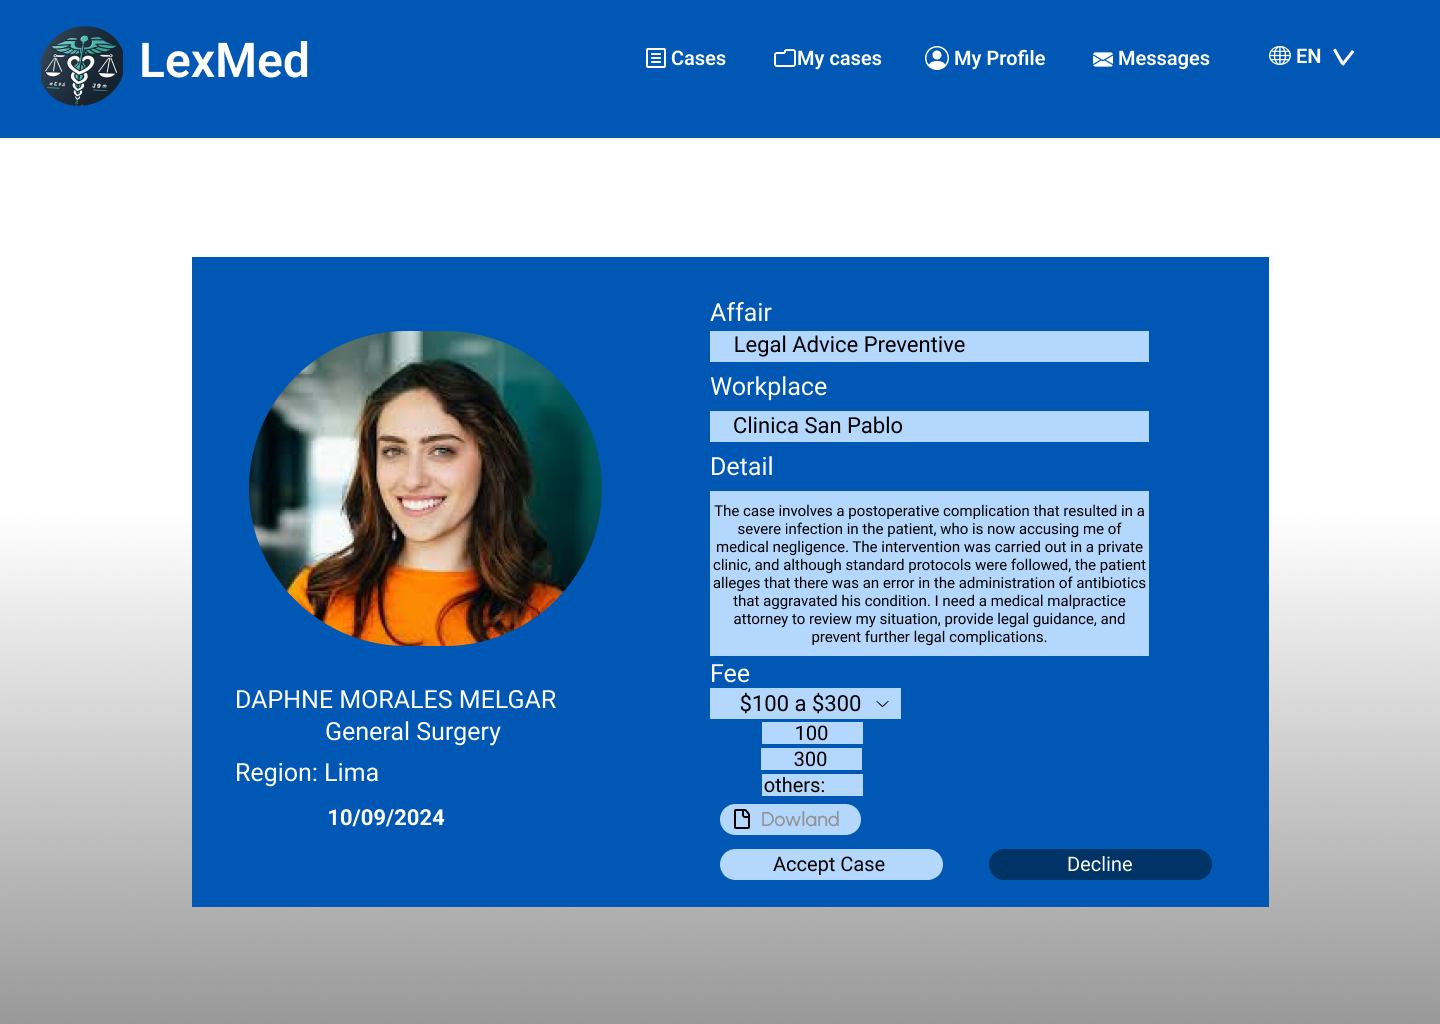 LexMed
Cases
My cases
My Profile
Messages
EN
DAPHNE MORALES MELGAR
General Surgery
Region: Lima
10/09/2024
Affair
Legal Advice Preventive
Workplace
Clinica San Pablo
Detail
The case involves a postoperative complication that resulted in a
severe infection in the patient, who is now accusing me of
medical negligence. The intervention was carried out in a private
clinic, and although standard protocols were followed, the patient
alleges that there was an error in the administration of antibiotics
that aggravated his condition. I need a medical malpractice
attorney to review my situation, provide legal guidance, and
prevent further legal complications.
Fee
$100 a $300
100
300
others:
Dowland
Accept Case
Decline